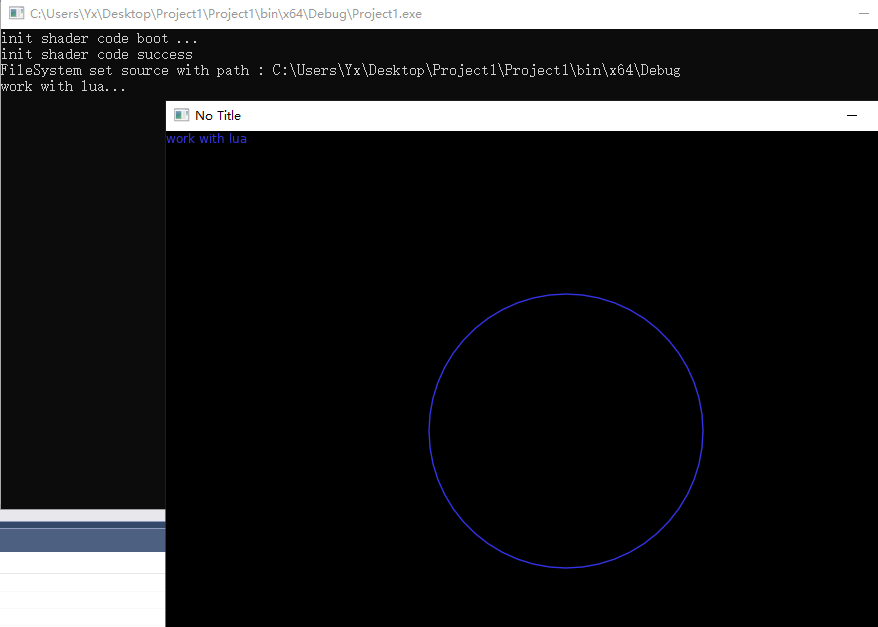 C:\Users\Yx\Desktop\Project1\Project1\bin\x64\Debug\Project1.exe
init shader code boot ...
init shader code success
FileSystem set source with path : C:\Users\Yx\Desktop\Project1\Project1\bin\x64\Debug
work with lua...
No Title
work with lua